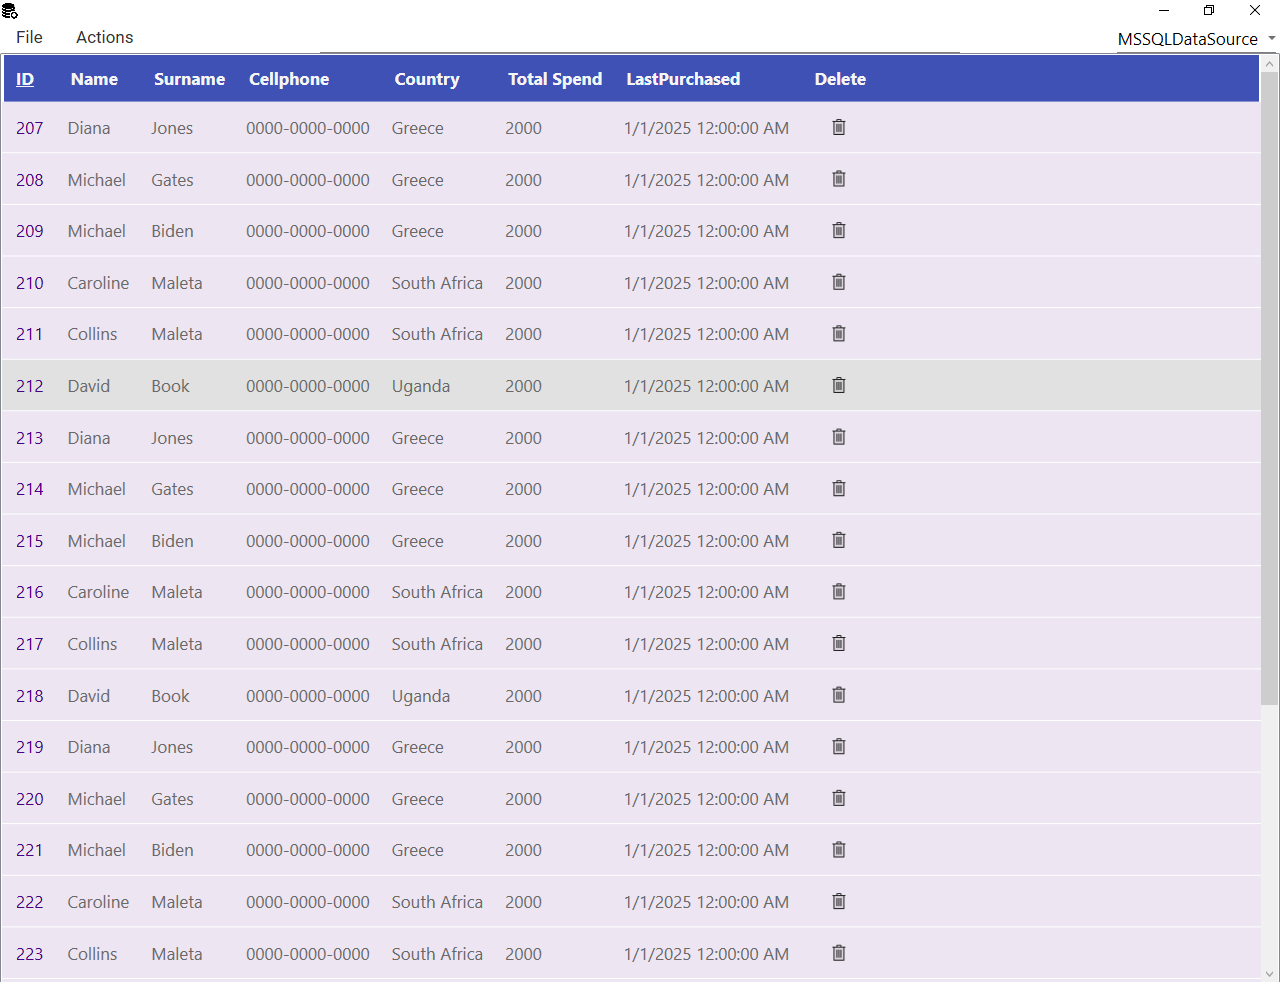 File Actions MSSQLDataSource
ID Name Surname Cellphone Country Total Spend LastPurchased Delete
207 Diana Jones 0000-0000-0000 Greece 2000 1/1/2025 12:00:00 AM
208 Michael Gates 0000-0000-0000 Greece 2000 1/1/2025 12:00:00 AM
209 Michael Biden 0000-0000-0000 Greece 2000 1/1/2025 12:00:00 AM
210 Caroline Maleta 0000-0000-0000 South Africa 2000 1/1/2025 12:00:00 AM
211 Collins Maleta 0000-0000-0000 South Africa 2000 1/1/2025 12:00:00 AM
212 David Book 0000-0000-0000 Uganda 2000 1/1/2025 12:00:00 AM
213 Diana Jones 0000-0000-0000 Greece 2000 1/1/2025 12:00:00 AM
214 Michael Gates 0000-0000-0000 Greece 2000 1/1/2025 12:00:00 AM
215 Michael Biden 0000-0000-0000 Greece 2000 1/1/2025 12:00:00 AM
216 Caroline Maleta 0000-0000-0000 South Africa 2000 1/1/2025 12:00:00 AM
217 Collins Maleta 0000-0000-0000 South Africa 2000 1/1/2025 12:00:00 AM
218 David Book 0000-0000-0000 Uganda 2000 1/1/2025 12:00:00 AM
219 Diana Jones 0000-0000-0000 Greece 2000 1/1/2025 12:00:00 AM
220 Michael Gates 0000-0000-0000 Greece 2000 1/1/2025 12:00:00 AM
221 Michael Biden 0000-0000-0000 Greece 2000 1/1/2025 12:00:00 AM
222 Caroline Maleta 0000-0000-0000 South Africa 2000 1/1/2025 12:00:00 AM
223 Collins Maleta 0000-0000-0000 South Africa 2000 1/1/2025 12:00:00 AM